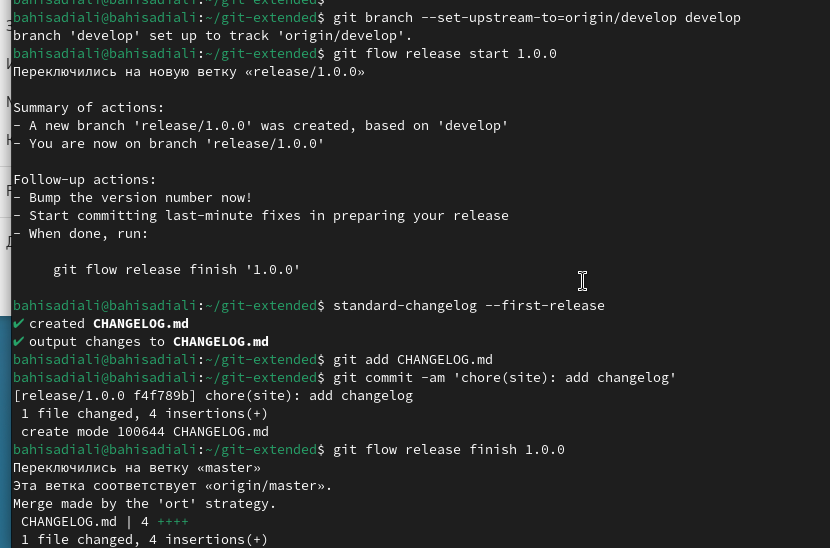 bahisadiali@bahisadiali:~/git-extended$
bahisadiali@bahisadiali:~/git-extended$ git branch --set-upstream-to=origin/develop develop
branch 'develop' set up to track 'origin/develop'.
bahisadiali@bahisadiali:~/git-extended$ git flow release start 1.0.0
Переключились на новую ветку «release/1.0.0»
Summary of actions:
- A new branch 'release/1.0.0' was created, based on 'develop'
- You are now on branch 'release/1.0.0'
Follow-up actions:
- Bump the version number now!
- Start committing last-minute fixes in preparing your release
- When done, run:
git flow release finish '1.0.0'
bahisadiali@bahisadiali:~/git-extended$ standard-changelog --first-release
✔ created CHANGELOG.md
✔ output changes to CHANGELOG.md
bahisadiali@bahisadiali:~/git-extended$ git add CHANGELOG.md
bahisadiali@bahisadiali:~/git-extended$ git commit -am 'chore(site): add changelog'
[release/1.0.0 f4f789b] chore(site): add changelog
1 file changed, 4 insertions(+)
create mode 100644 CHANGELOG.md
bahisadiali@bahisadiali:~/git-extended$ git flow release finish 1.0.0
Переключились на ветку «master»
Эта ветка соответствует «origin/master».
Merge made by the 'ort' strategy.
CHANGELOG.md | 4 ++++
1 file changed, 4 insertions(+)